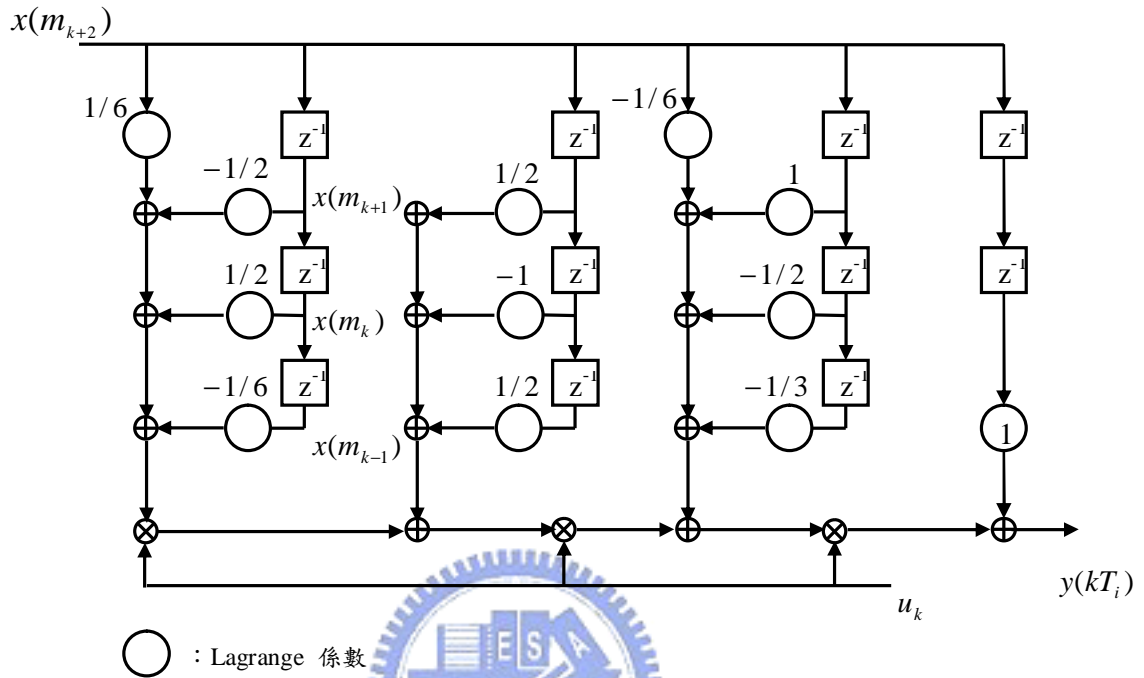 x(m_{k+2})
1/6
-1/6
z^{-1} z^{-1} z^{-1} z^{-1}
-1/2 x(m_{k+1}) 1/2 1
z^{-1} z^{-1} z^{-1} z^{-1}
1/2 x(m_k) -1 -1/2
z^{-1} z^{-1} z^{-1}
-1/6 x(m_{k-1}) 1/2 -1/3 1
y(kT_i)
u_k
E S A
：Lagrange 係數